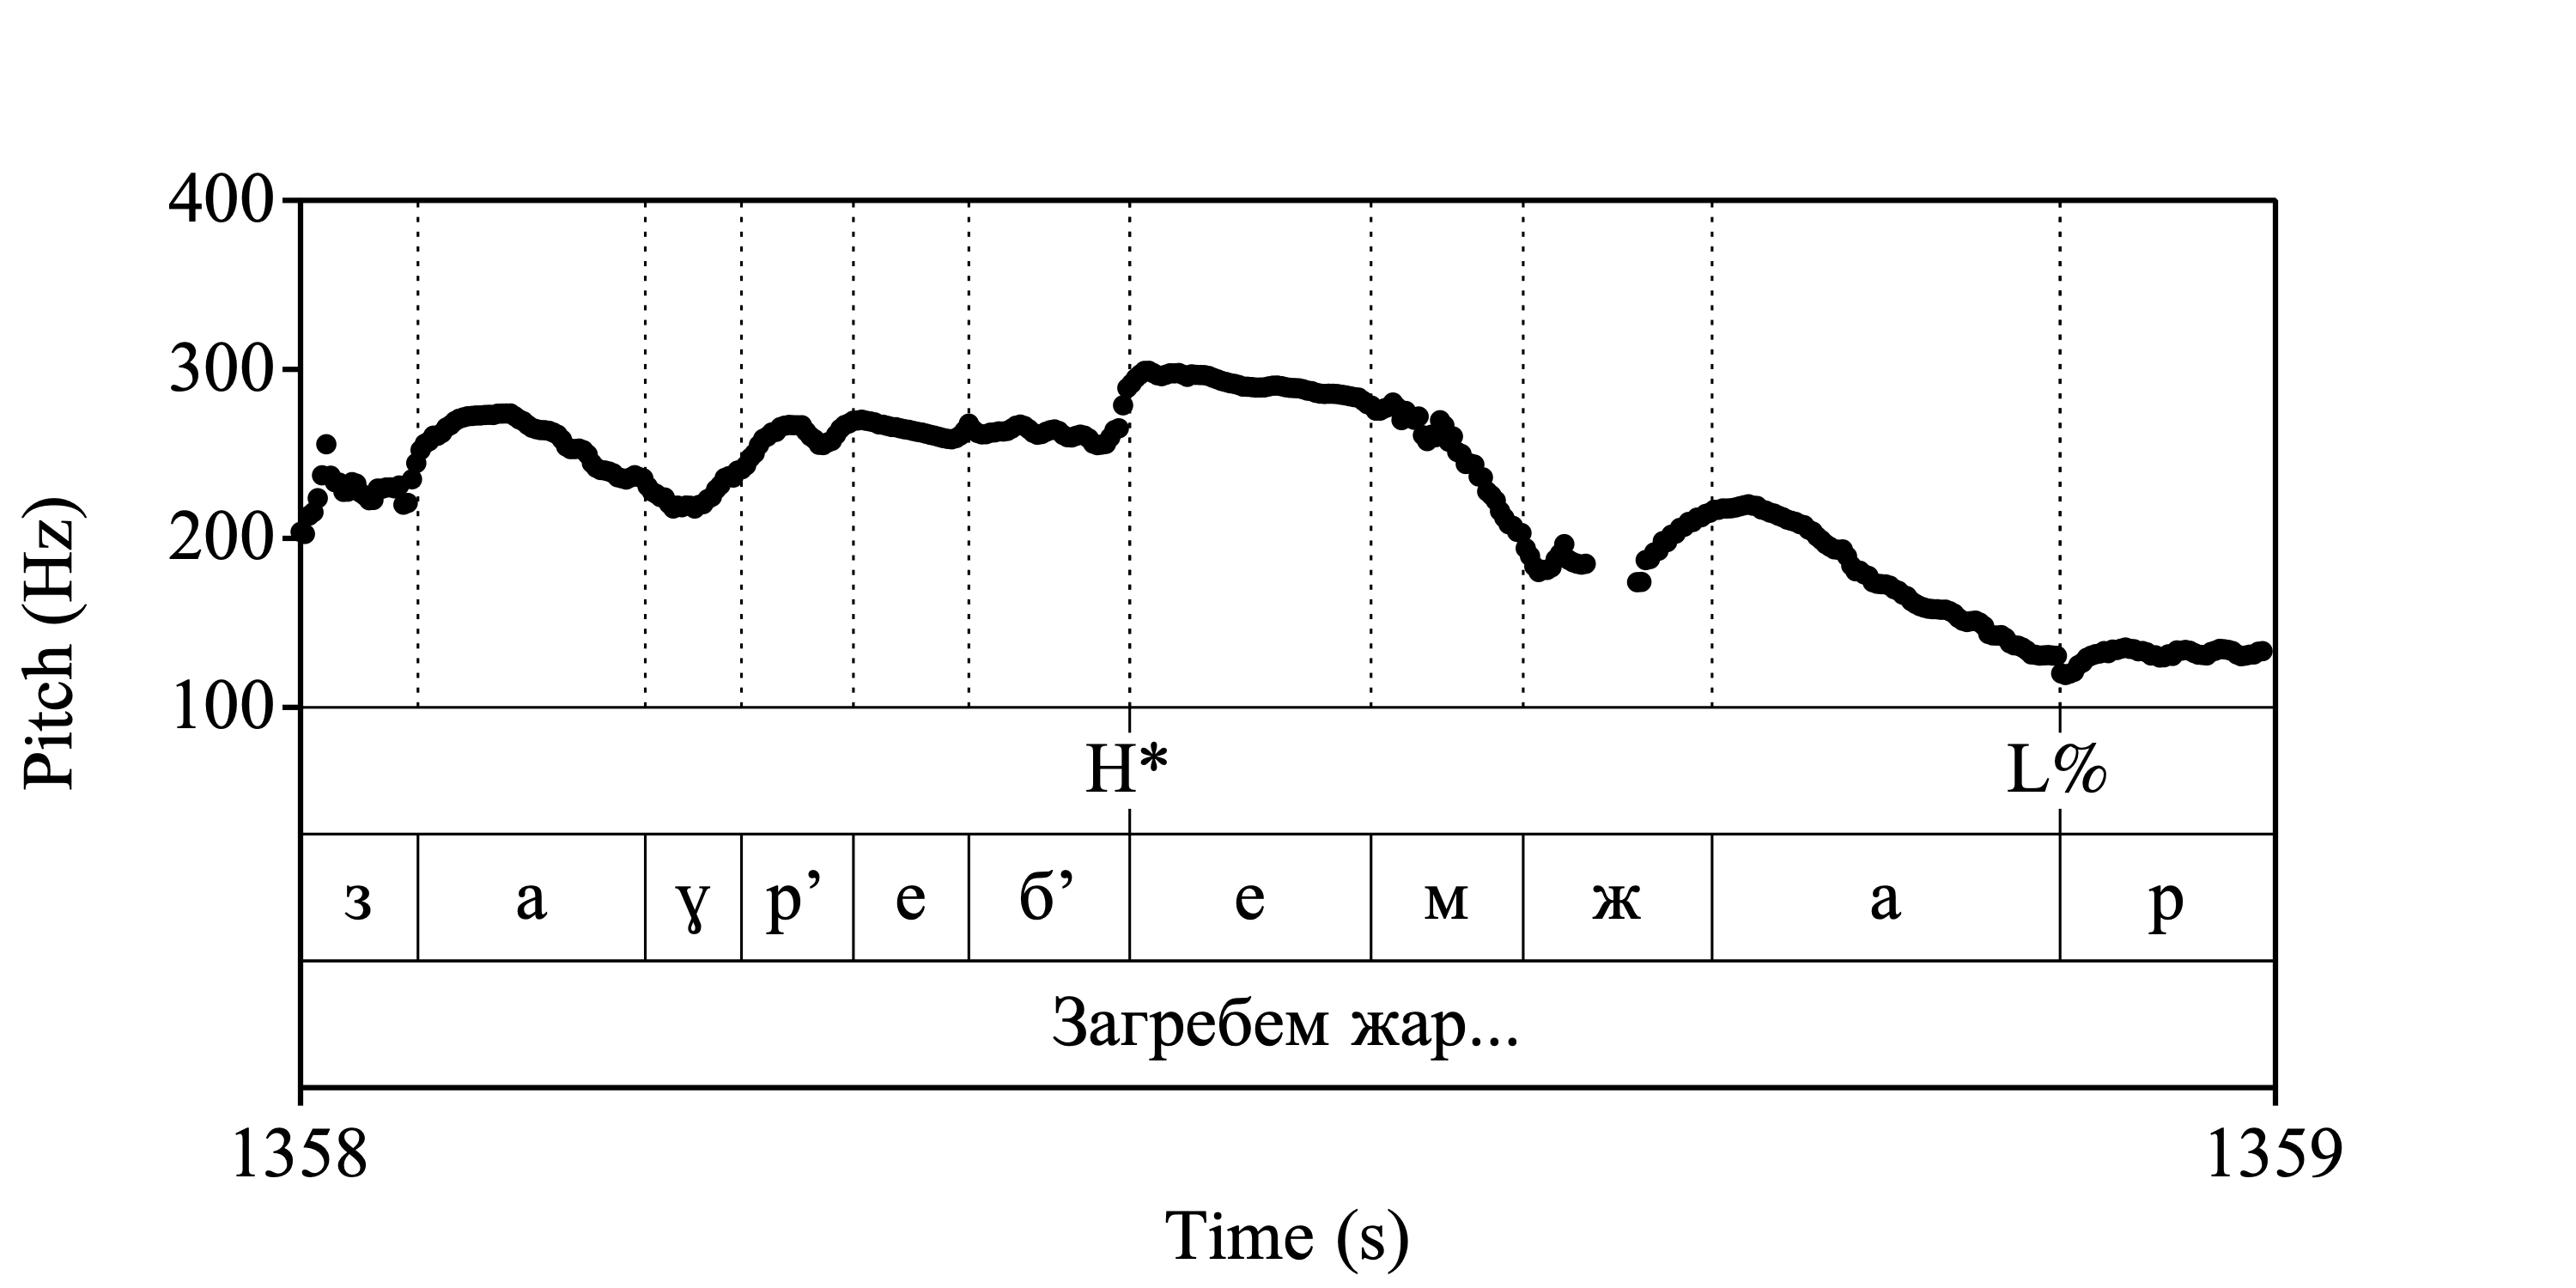 400
300
200
100
Pitch (Hz)
H* L%
з а ɣ р’ е б’ е м ж а р
Загребем жар...
1358 1359
Time (s)